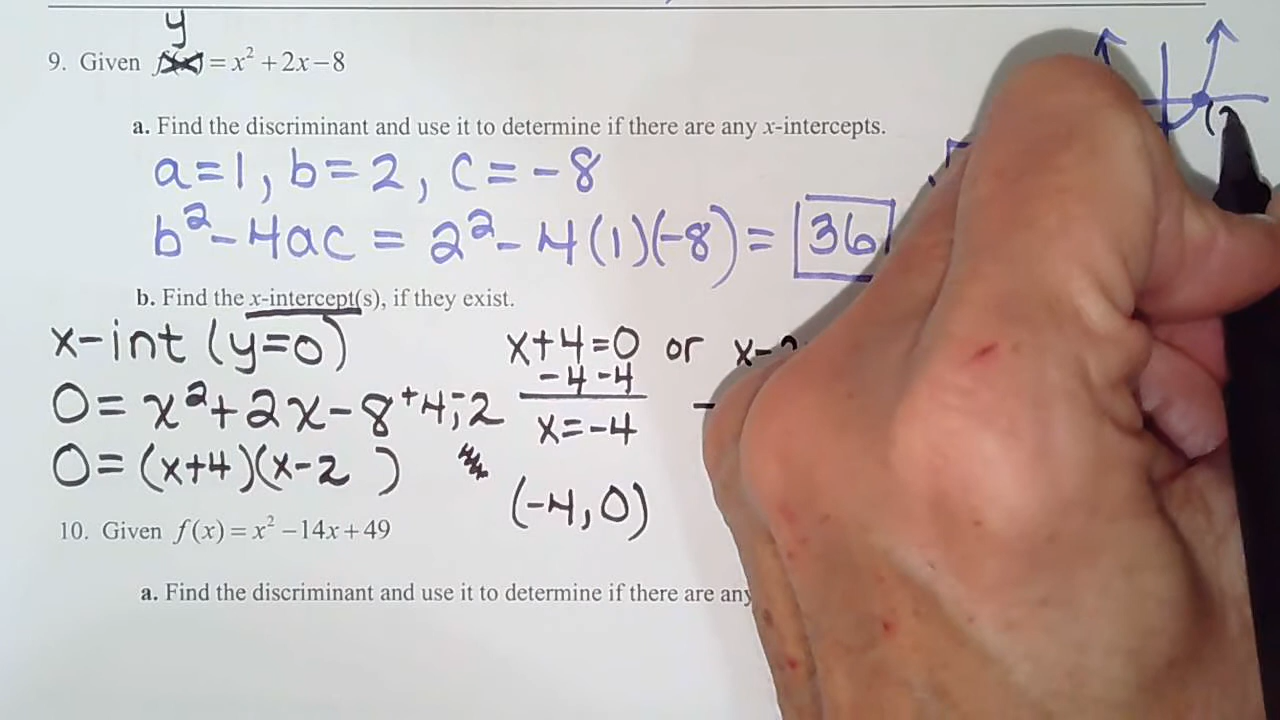 y
9. Given f(x) = x² + 2x − 8
a. Find the discriminant and use it to determine if there are any x-intercepts.
a=1, b=2, c=-8
b²-4ac = 2²-4(1)(-8) = 36
b. Find the x-intercept(s), if they exist.
x-int (y=0)
x+4=0 or x-2
-4 -4
0 = x²+2x-8 +4;-2
x=-4
0 = (x+4)(x-2 )
(-4,0)
10. Given f(x) = x² − 14x + 49
a. Find the discriminant and use it to determine if there are any